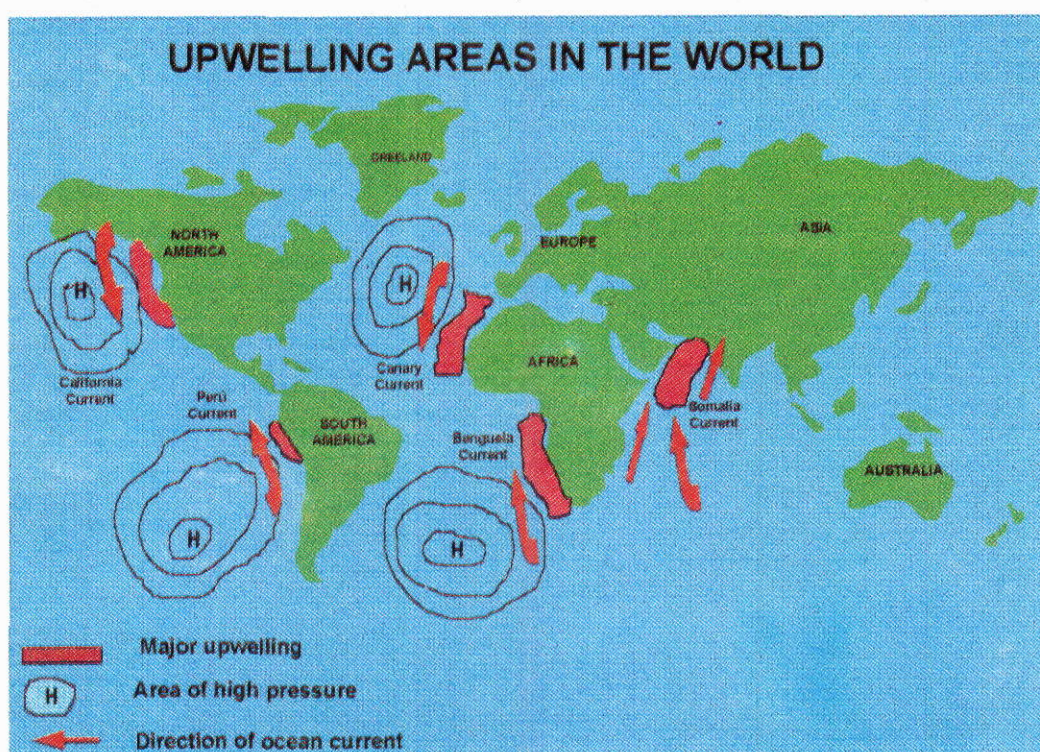 UPWELLING AREAS IN THE WORLD
GREELAND
NORTH
AMERICA
EUROPE
ASIA
H
H
California
Current
Canary
Current
AFRICA
Peru
Current
SOUTH
AMERICA
Benguela
Current
Somalia
Current
AUSTRALIA
H
H
Major upwelling
H
Area of high pressure
Direction of ocean current